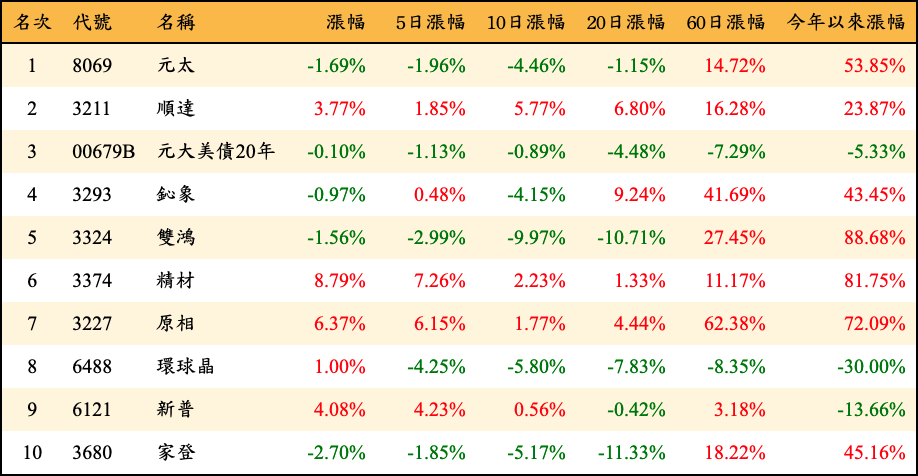 名次 代號 名稱 漲幅 5日漲幅 10日漲幅 20日漲幅 60日漲幅 今年以來漲幅
1 8069 元太 -1.69% -1.96% -4.46% -1.15% 14.72% 53.85%
2 3211 順達 3.77% 1.85% 5.77% 6.80% 16.28% 23.87%
3 00679B 元大美債20年 -0.10% -1.13% -0.89% -4.48% -7.29% -5.33%
4 3293 鈊象 -0.97% 0.48% -4.15% 9.24% 41.69% 43.45%
5 3324 雙鴻 -1.56% -2.99% -9.97% -10.71% 27.45% 88.68%
6 3374 精材 8.79% 7.26% 2.23% 1.33% 11.17% 81.75%
7 3227 原相 6.37% 6.15% 1.77% 4.44% 62.38% 72.09%
8 6488 環球晶 1.00% -4.25% -5.80% -7.83% -8.35% -30.00%
9 6121 新普 4.08% 4.23% 0.56% -0.42% 3.18% -13.66%
10 3680 家登 -2.70% -1.85% -5.17% -11.33% 18.22% 45.16%